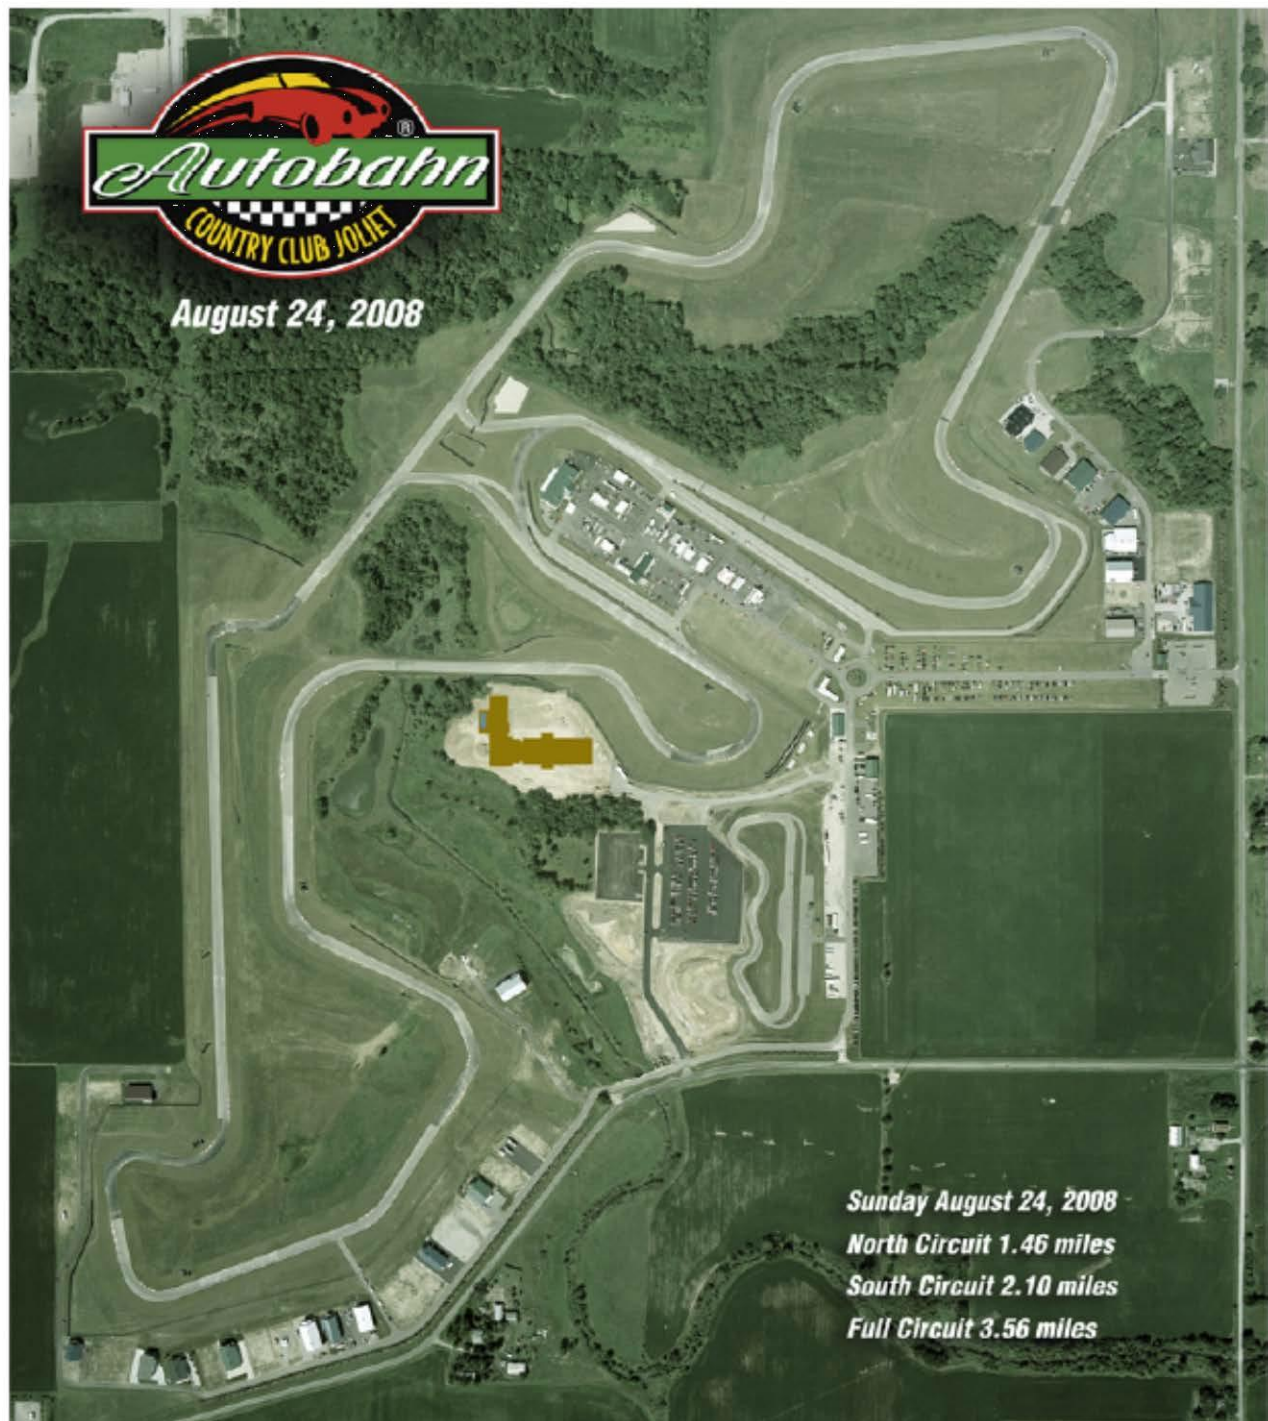 Autobahn ®
COUNTRY CLUB JOLIET
August 24, 2008
Sunday August 24, 2008
North Circuit 1.46 miles
South Circuit 2.10 miles
Full Circuit 3.56 miles